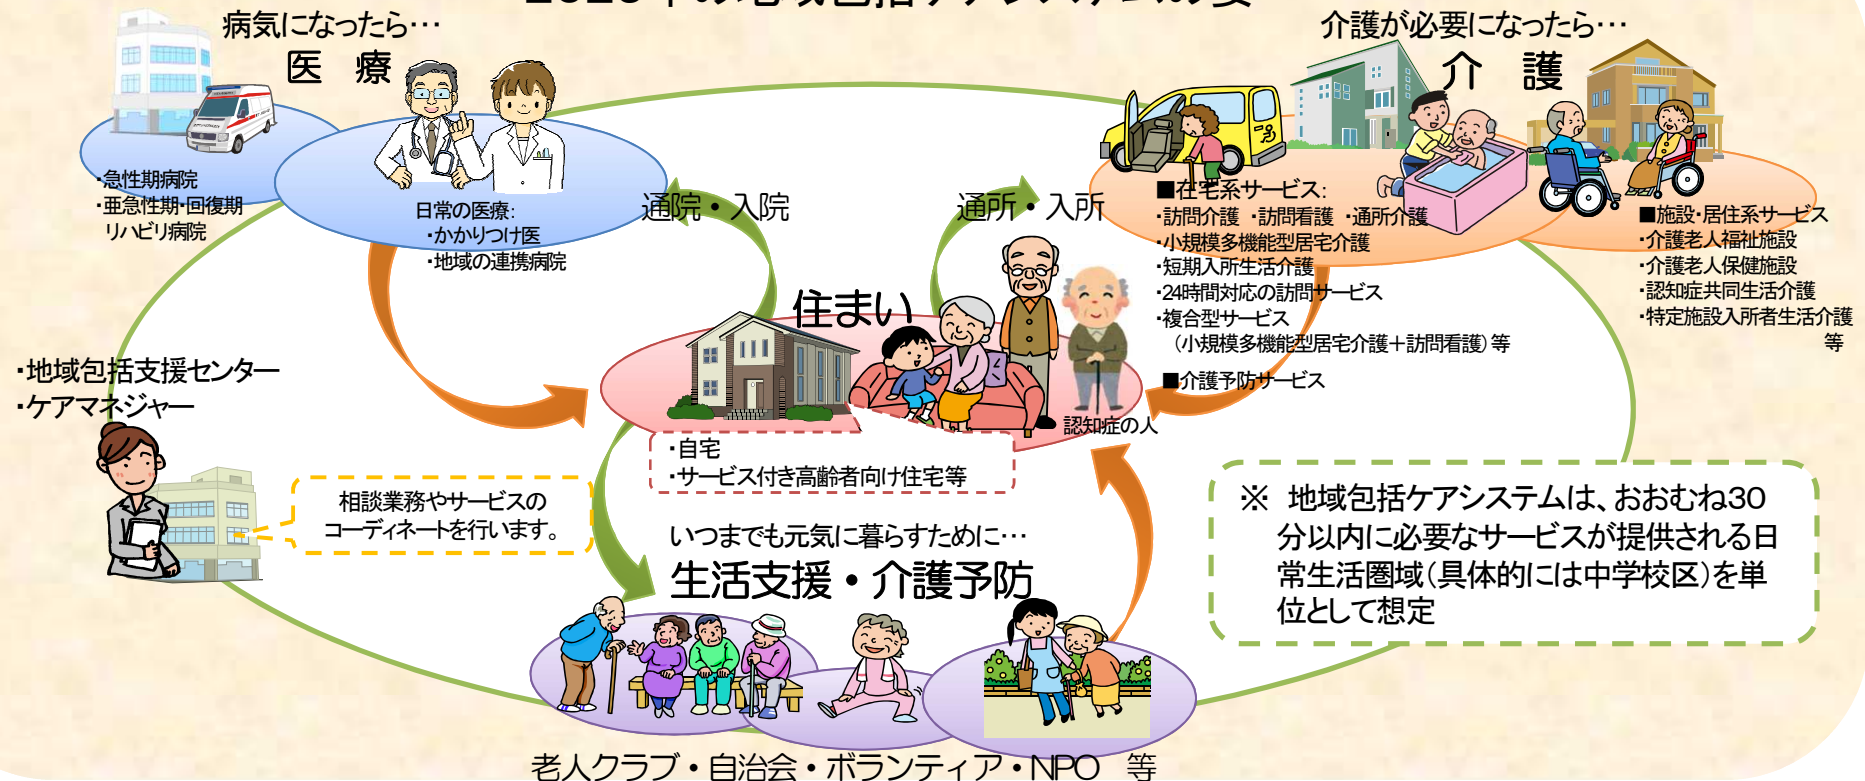 病気になったら…
医 療
・急性期病院
・亜急性期・回復期
リハビリ病院
日常の医療：
・かかりつけ医
・地域の連携病院
通院・入院
通所・入所
介護が必要になったら…
介 護
■在宅系サービス：
・訪問介護 ・訪問看護 ・通所介護
・小規模多機能型居宅介護
・短期入所生活介護
・24時間対応の訪問サービス
・複合型サービス
（小規模多機能型居宅介護＋訪問看護）等
■介護予防サービス
■施設・居住系サービス
・介護老人福祉施設
・介護老人保健施設
・認知症共同生活介護
・特定施設入所者生活介護
等
住まい
認知症の人
・自宅
・サービス付き高齢者向け住宅等
・地域包括支援センター
・ケアマネジャー
相談業務やサービスの
コーディネートを行います。
いつまでも元気に暮らすために…
生活支援・介護予防
老人クラブ・自治会・ボランティア・NPO 等
※ 地域包括ケアシステムは、おおむね30
分以内に必要なサービスが提供される日
常生活圏域（具体的には中学校区）を単
位として想定